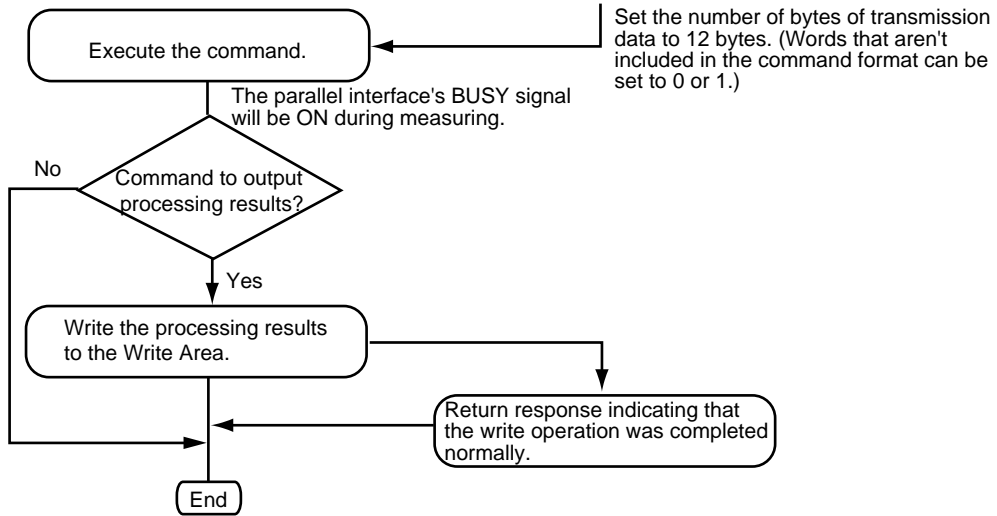 Set the number of bytes of transmission
data to 12 bytes. (Words that aren't
included in the command format can be
set to 0 or 1.)
Execute the command.
The parallel interface's BUSY signal
will be ON during measuring.
No
Command to output
processing results?
Yes
Write the processing results
to the Write Area.
Return response indicating that
the write operation was completed
normally.
End